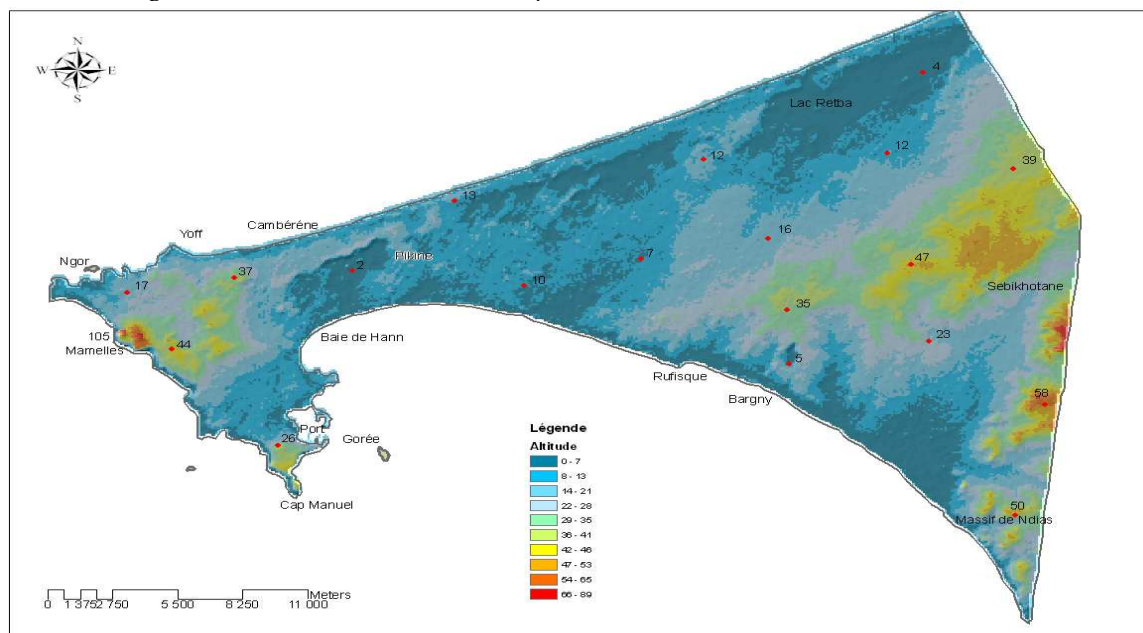 N
W E
S
4
Lac Retba
12
12
39
13
Yoff
Cambéréne
16
Ngor
37
2
Pikine
7
47
17
10
Sebikhotane
35
105
Mamelles
44
Baie de Hann
23
5
Rufisque
Bargny
58
Port
26
Gorée
Légende
Altitude
0 - 7
8 - 13
14 - 21
22 - 28
29 - 35
36 - 41
42 - 46
47 - 53
54 - 65
66 - 89
Cap Manuel
50
Massif de Ndias
Meters
0 1 375 2 750 5 500 8 250 11 000